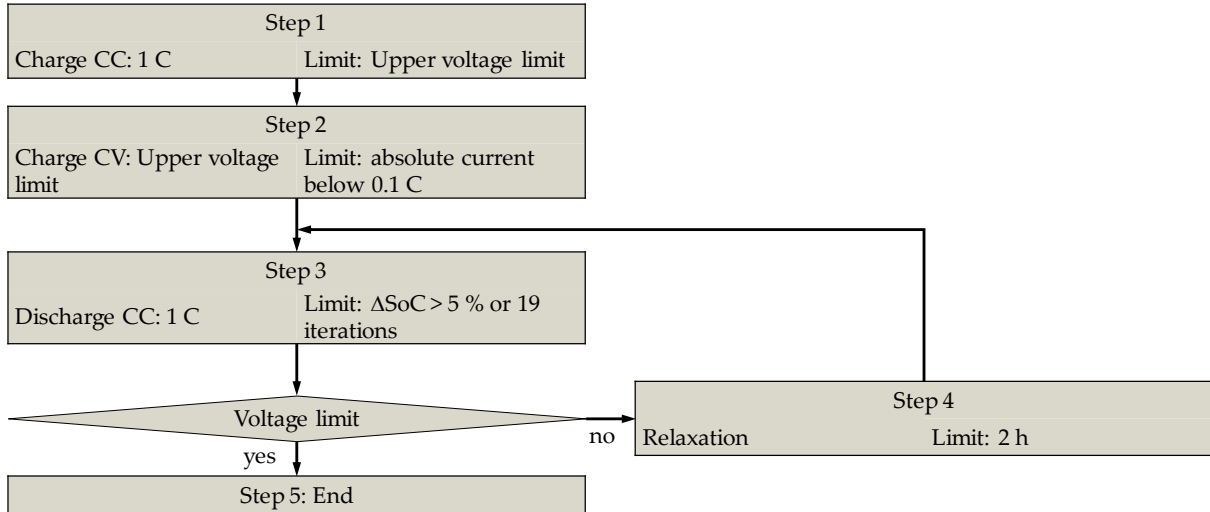 Step 1
Charge CC: 1 C
Limit: Upper voltage limit
Step 2
Charge CV: Upper voltage
limit
Limit: absolute current
below 0.1 C
Step 3
Discharge CC: 1 C
Limit: ΔSoC > 5 % or 19
iterations
Voltage limit
no
yes
Step 4
Relaxation
Limit: 2 h
Step 5: End